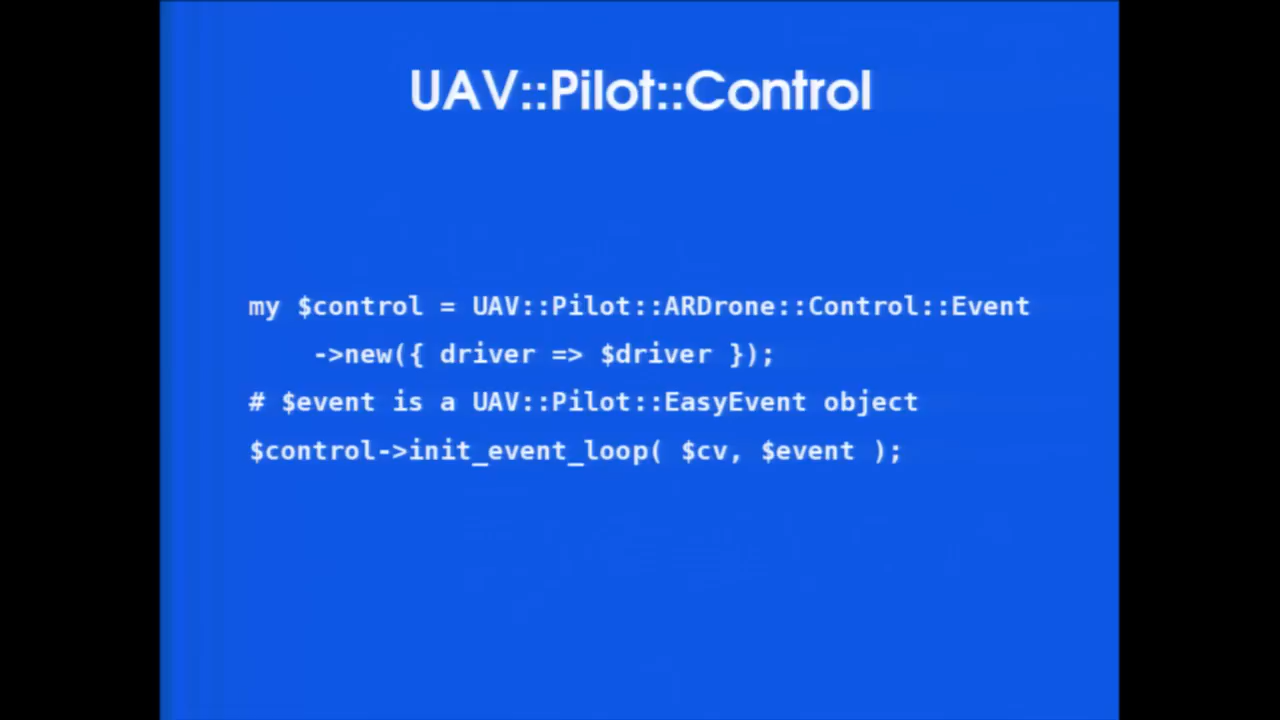 UAV::Pilot::Control
my $control = UAV::Pilot::ARDrone::Control::Event
    ->new({ driver => $driver });
# $event is a UAV::Pilot::EasyEvent object
$control->init_event_loop( $cv, $event );